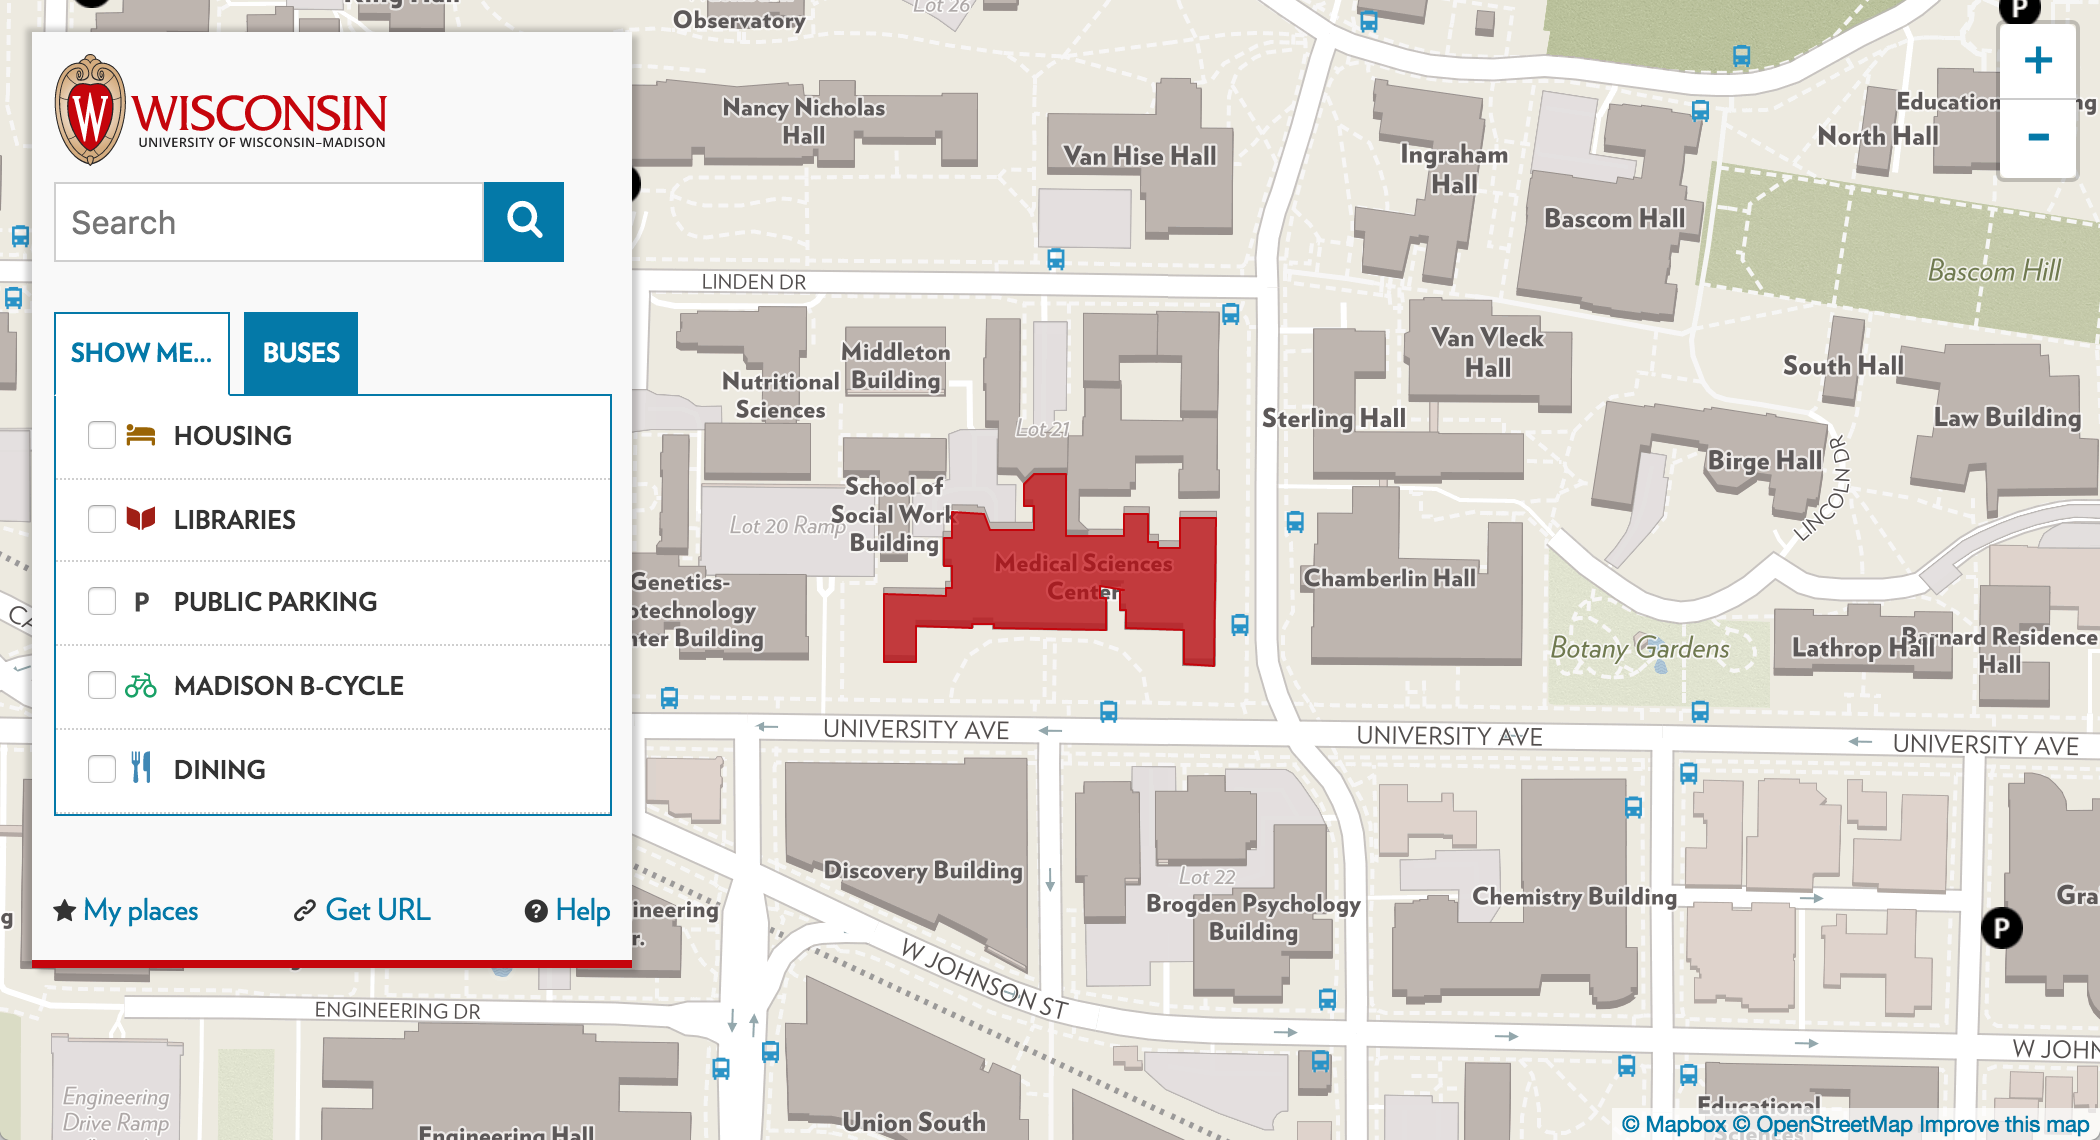 WISCONSIN
UNIVERSITY OF WISCONSIN–MADISON
Search
SHOW ME...
BUSES
HOUSING
LIBRARIES
P PUBLIC PARKING
MADISON B-CYCLE
DINING
My places
Get URL
Help
Observatory
Lot 26
P
+
-
Nancy Nicholas
Hall
Van Hise Hall
Ingraham
Hall
Bascom Hall
North Hall
Education
ng
Bascom Hill
LINDEN DR
Middleton
Building
Nutritional
Sciences
Lot 21
Van Vleck
Hall
Sterling Hall
South Hall
Law Building
Birge Hall
LINCOLN DR
School of
Social Work
Building
Lot 20 Ramp
Medical Sciences
Center
Chamberlin Hall
Genetics-
otechnology
nter Building
Botany Gardens
Lathrop Hall
Barnard Residence
Hall
UNIVERSITY AVE
UNIVERSITY AVE
UNIVERSITY AVE
Discovery Building
Lot 22
Brogden Psychology
Building
Chemistry Building
Gra
P
ineering
r.
g
CA
W JOHNSON ST
ENGINEERING DR
W JOHN
Engineering
Drive Ramp
Engineering Hall
Union South
Educational
Sciences
© Mapbox © OpenStreetMap Improve this map